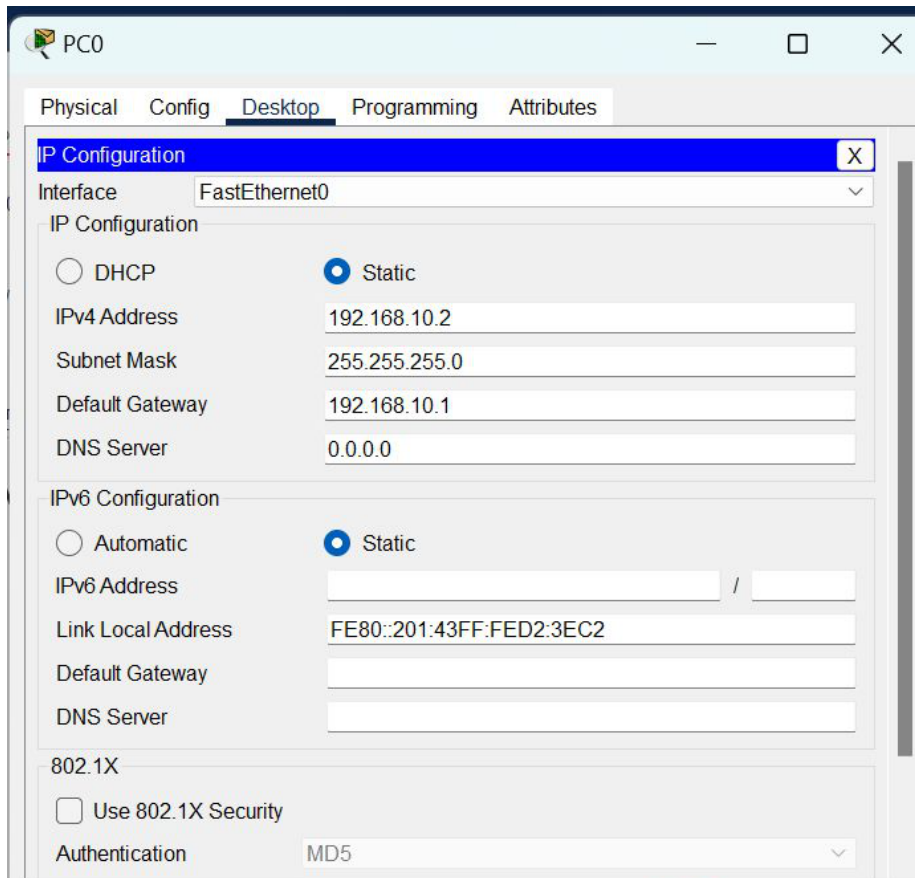 PC0
Physical Config Desktop Programming Attributes
IP Configuration X
Interface FastEthernet0
IP Configuration
DHCP Static
IPv4 Address 192.168.10.2
Subnet Mask 255.255.255.0
Default Gateway 192.168.10.1
DNS Server 0.0.0.0
IPv6 Configuration
Automatic Static
IPv6 Address /
Link Local Address FE80::201:43FF:FED2:3EC2
Default Gateway
DNS Server
802.1X
Use 802.1X Security
Authentication MD5